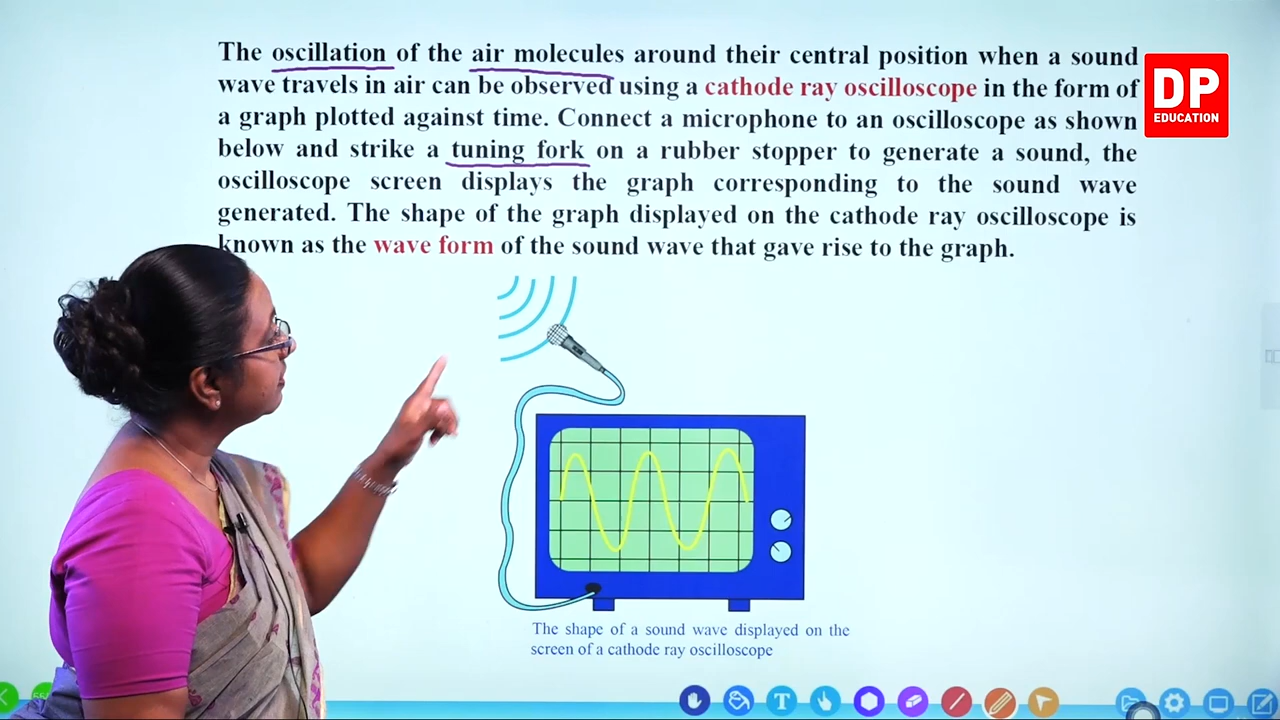 The oscillation of the air molecules around their central position when a sound
wave travels in air can be observed using a cathode ray oscilloscope in the form of
a graph plotted against time. Connect a microphone to an oscilloscope as shown
below and strike a tuning fork on a rubber stopper to generate a sound, the
oscilloscope screen displays the graph corresponding to the sound wave
generated. The shape of the graph displayed on the cathode ray oscilloscope is
known as the wave form of the sound wave that gave rise to the graph.
DP
EDUCATION
The shape of a sound wave displayed on the
screen of a cathode ray oscilloscope
T